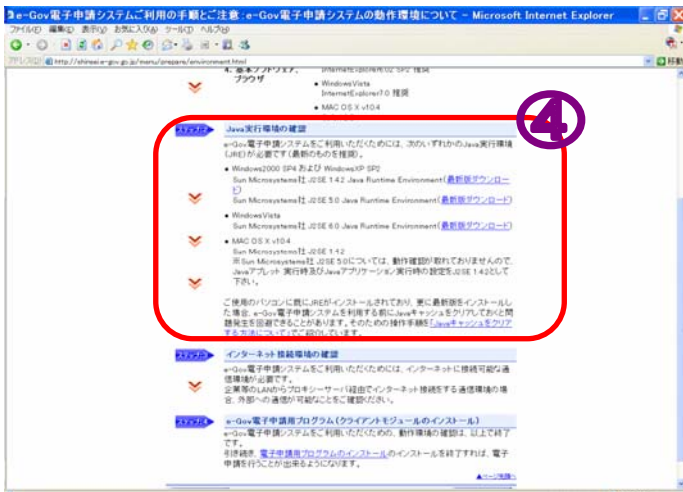 e-Gov電子申請システムご利用の手順とご注意:e-Gov電子申請システムの動作環境について - Microsoft Internet Explorer
ファイル(F) 編集(E) 表示(V) お気に入り(A) ツール(T) ヘルプ(H)
http://shinsei.e-gov.go.jp/menu/prepare/environment.html
移動
4. 基本ソフトウェア、ブラウザ
InternetExplorer6.02 SP2 推奨
• WindowsVista
InternetExplorer7.0 推奨
• MAC OS X v10.4
④
Java実行環境の確認
e-Gov電子申請システムをご利用いただくためには、次のいずれかのJava実行環境
(JRE)が必要です(最新のものを推奨)。
• Windows2000 SP4 および WindowsXP SP2
Sun Microsystems社 J2SE 1.4.2 Java Runtime Environment(最新版ダウンロー
ド)
Sun Microsystems社 J2SE 5.0 Java Runtime Environment(最新版ダウンロード)
• WindowsVista
Sun Microsystems社 J2SE 6.0 Java Runtime Environment(最新版ダウンロード)
• MAC OS X v10.4
Sun Microsystems社 J2SE 1.4.2
※Sun Microsystems社 J2SE 5.0については、動作確認が取れておりませんので、
Javaアプレット 実行時及びJavaアプリケーション実行時の設定をJ2SE 1.4.2として
下さい。
ご使用のパソコンに既にJREがインストールされており、更に最新版をインストールし
た場合、e-Gov電子申請システムを利用する前にJavaキャッシュをクリアしておくと問
題発生を回避できることがあります。そのための操作手順を「Javaキャッシュをクリア
する方法について」でご紹介しています。
インターネット接続環境の確認
e-Gov電子申請システムをご利用いただくためには、インターネットに接続可能な通
信環境が必要です。
企業等のLANからプロキシーサーバ経由でインターネット接続をする通信環境の場
合、外部への通信が可能なことをご確認ください。
e-Gov電子申請用プログラム(クライアントモジュールのインストール)
e-Gov電子申請システムをご利用いただくための、動作環境の確認は、以上で終了
です。
引き続き、電子申請用プログラムのインストールのインストールを終了すれば、電子
申請を行うことが出来るようになります。
▲ページ先頭へ